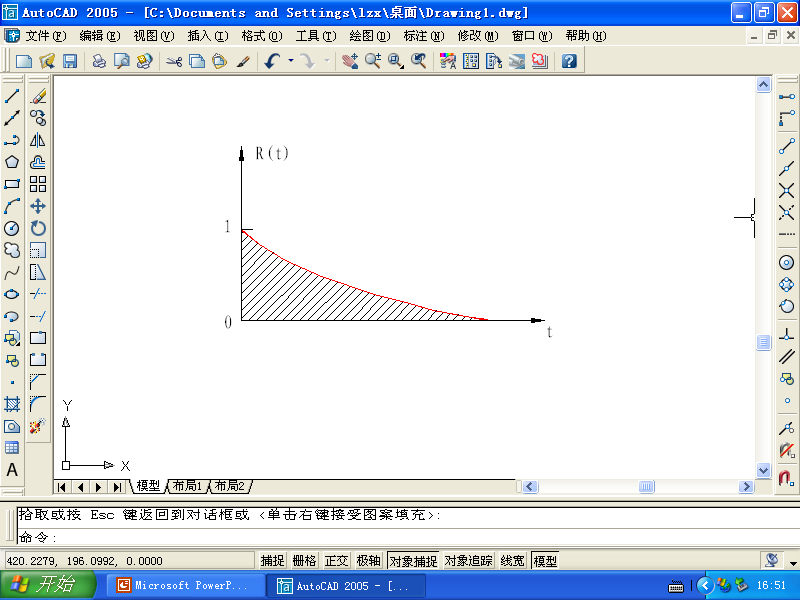 AutoCAD 2005 - [C:\Documents and Settings\lzx\桌面\Drawing1.dwg]
文件(F) 编辑(E) 视图(V) 插入(I) 格式(O) 工具(T) 绘图(D) 标注(N) 修改(M) 窗口(W) 帮助(H)
R(t)
1
0
t
Y
X
A
模型 布局1 布局2
拾取或按 Esc 键返回到对话框或 <单击右键接受图案填充>:
命令:
420.2279, 196.0992, 0.0000 捕捉 栅格 正交 极轴 对象捕捉 对象追踪 线宽 模型
开始 Microsoft PowerP... AutoCAD 2005 - [... 16:51